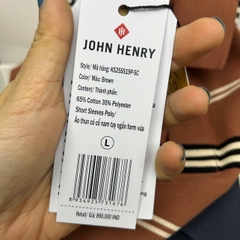 JOHN HENRY
Style/ Mã hàng: KS25SS19P-SC
Color/ Màu: Brown
Content/ Thành phần:
65% Cotton 35% Polyester
Short Sleeves Polo/
Áo thun có cổ nam tay ngắn form vừa
L
8934925731678
Retail/ Giá: 890.000 VND